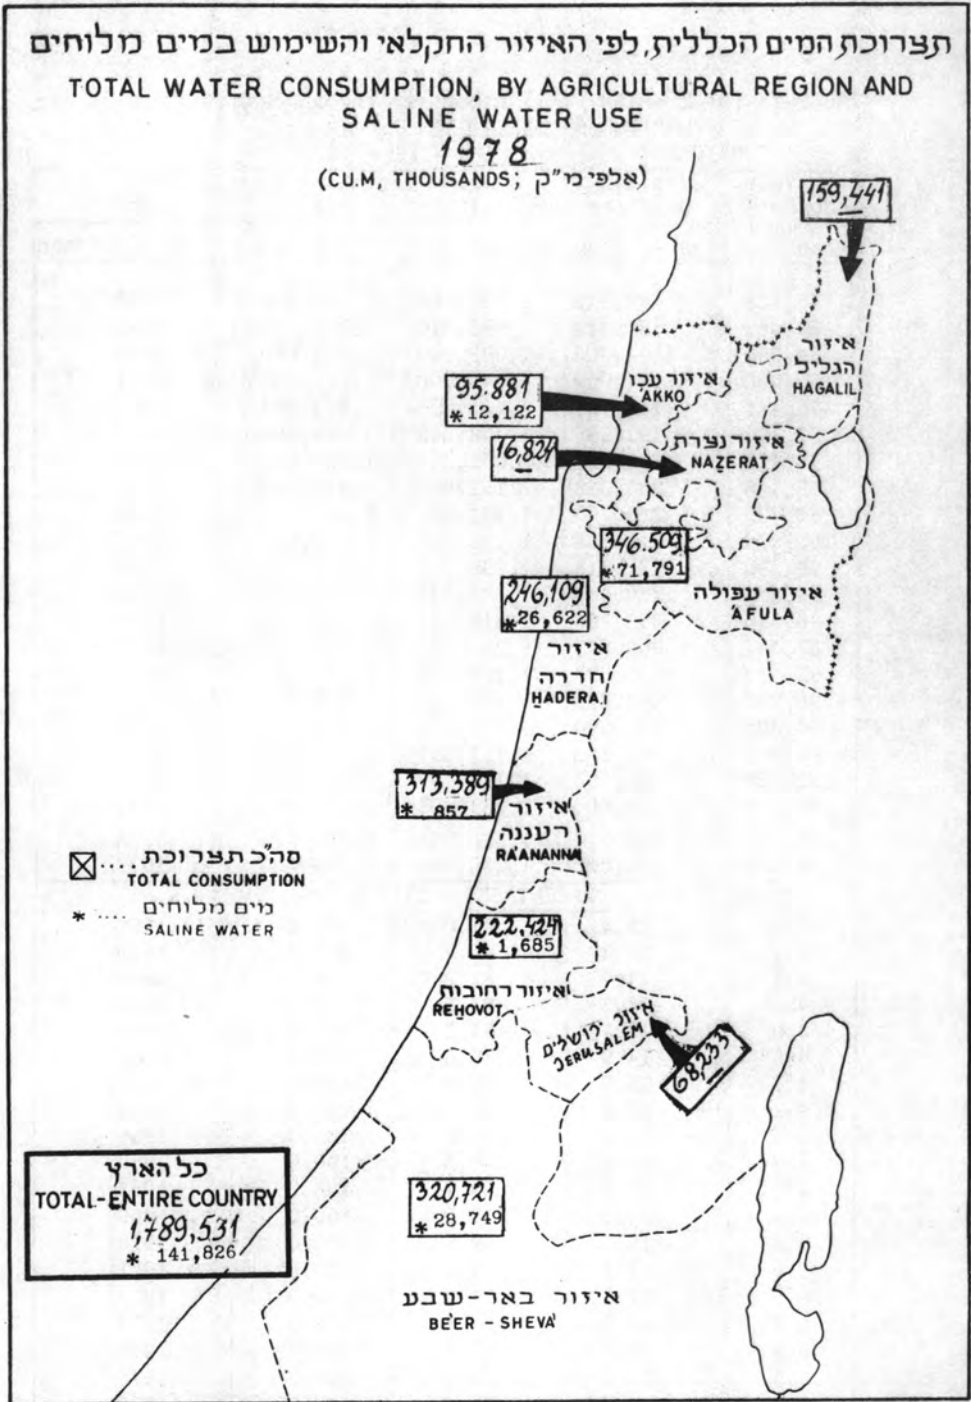 תצרוכת המים הכללית, לפי האיזור החקלאי והשימוש במים מלוחים
TOTAL WATER CONSUMPTION, BY AGRICULTURAL REGION AND
SALINE WATER USE
1978
(CU.M, THOUSANDS; אלפי מ״ק)
159,441
איזור
הגליל
HAGALIL
איזור עכו
'AKKO
95.881
* 12,122
איזור נצרת
NAẔERAT
16,824
346.509
* 71,791
איזור עפולה
'AFULA
246,109
* 26,622
איזור
חדרה
ḤADERA
313,389
* 857
איזור
רעננה
RA'ANANNA
סה״כ תצרוכת
TOTAL CONSUMPTION
* .... מים מלוחים
SALINE WATER
222,424
* 1,685
איזור רחובות
REḤOVOT
איזור ירושלים
JERUSALEM
68,233
כל הארץ
TOTAL-ENTIRE COUNTRY
1,789,531
* 141,826
320,721
* 28,749
איזור באר-שבע
BE'ER - SHEVA'